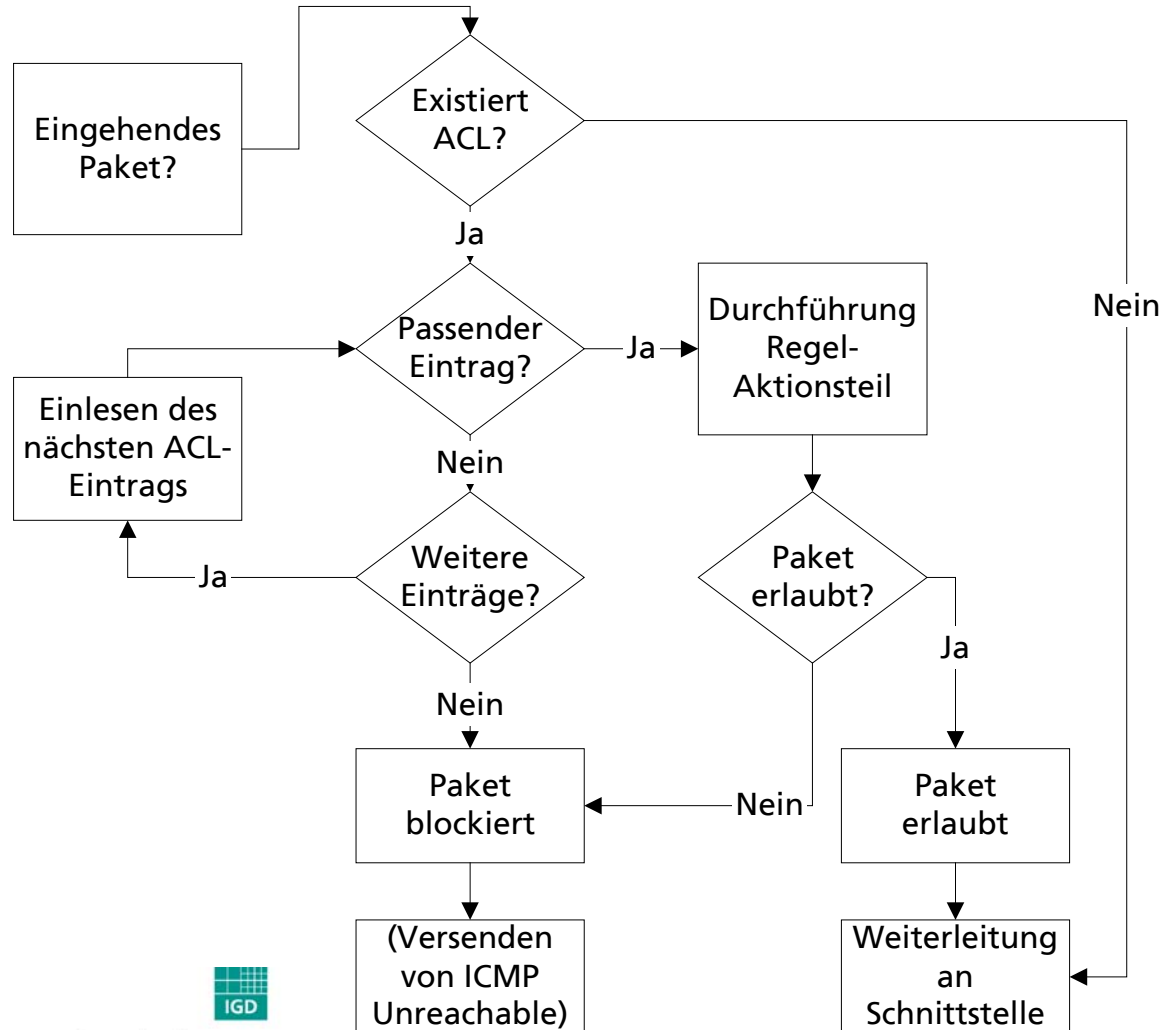 Eingehendes
Paket?
Existiert
ACL?
Ja
Nein
Passender
Eintrag?
Ja
Durchführung
Regel-
Aktionsteil
Einlesen des
nächsten ACL-
Eintrags
Nein
Weitere
Einträge?
Ja
Paket
erlaubt?
Ja
Nein
Paket
blockiert
Nein
Paket
erlaubt
(Versenden
von ICMP
Unreachable)
Weiterleitung
an
Schnittstelle
IGD